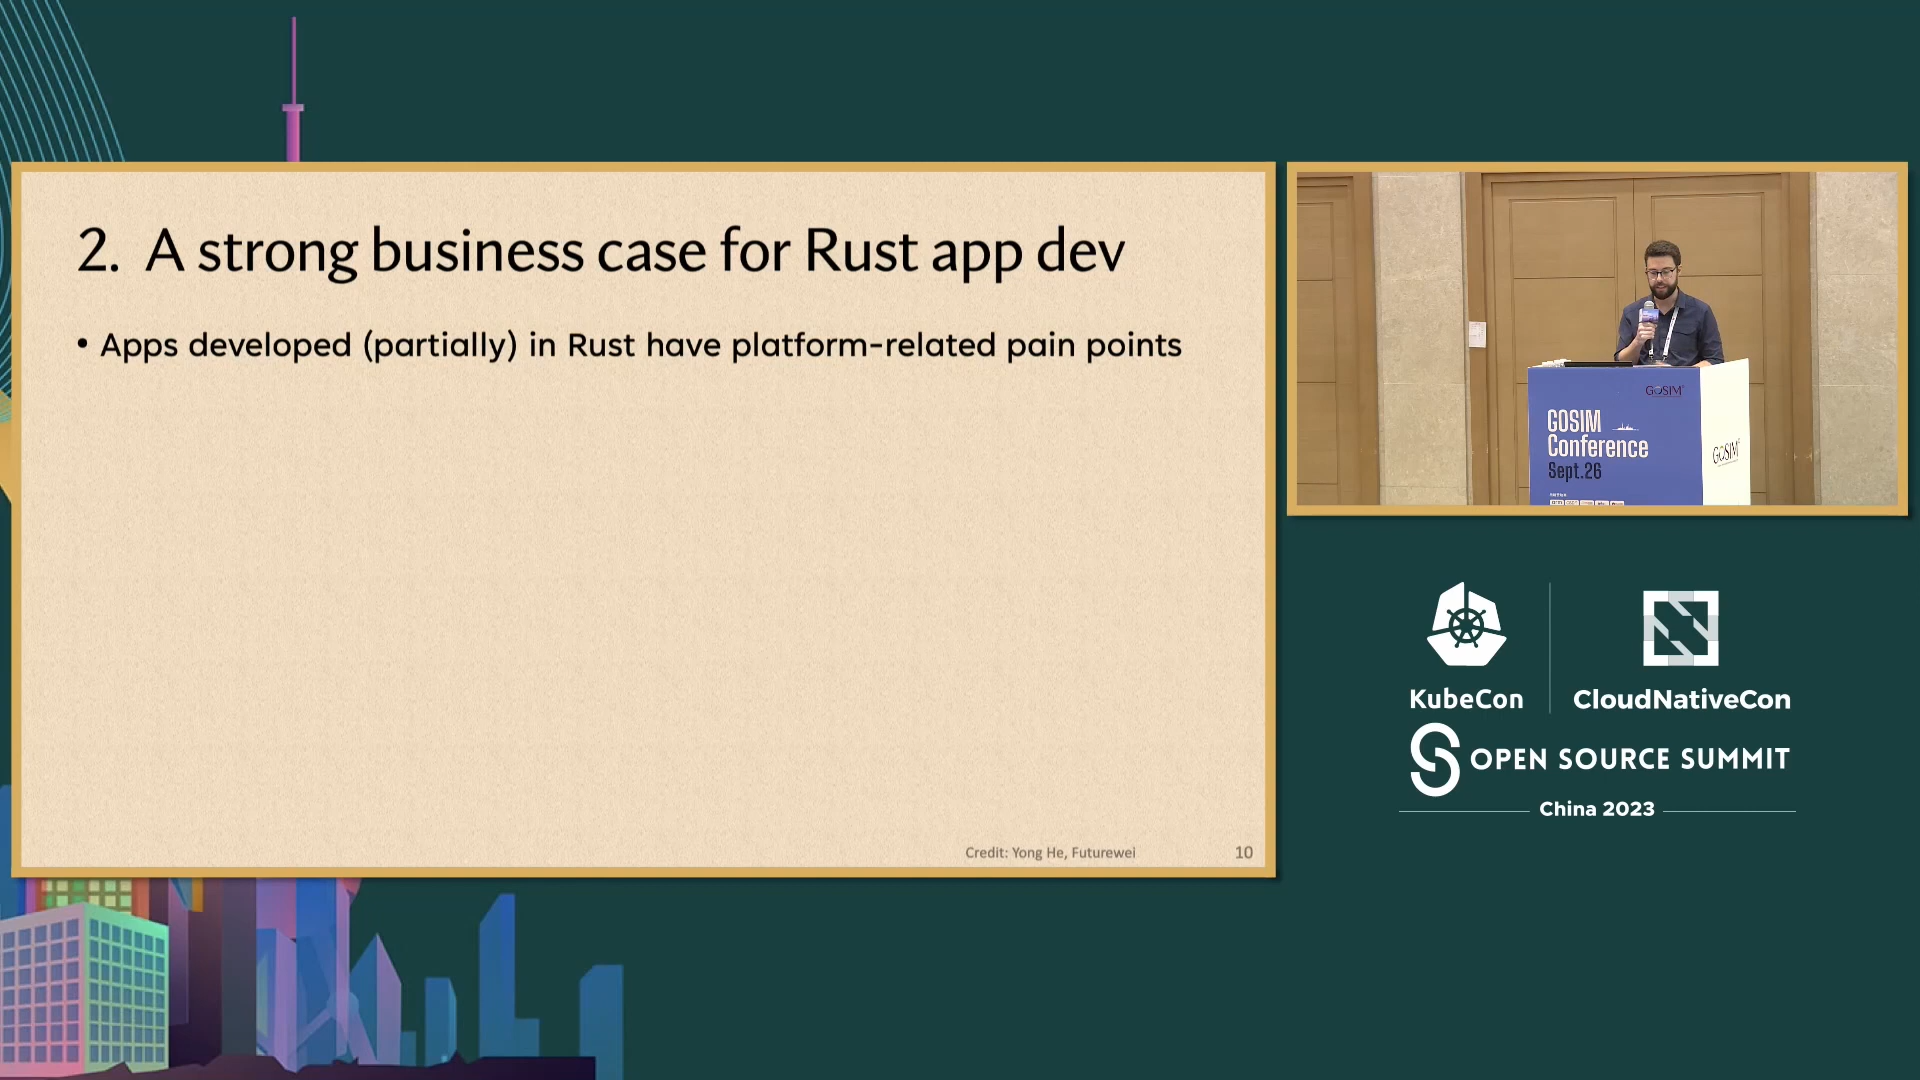 2. A strong business case for Rust app dev
• Apps developed (partially) in Rust have platform-related pain points
Credit: Yong He, Futurewei
10
GOSIM
GOSIM
Conference
Sept.26
GOSIM
KubeCon
CloudNativeCon
OPEN SOURCE SUMMIT
China 2023